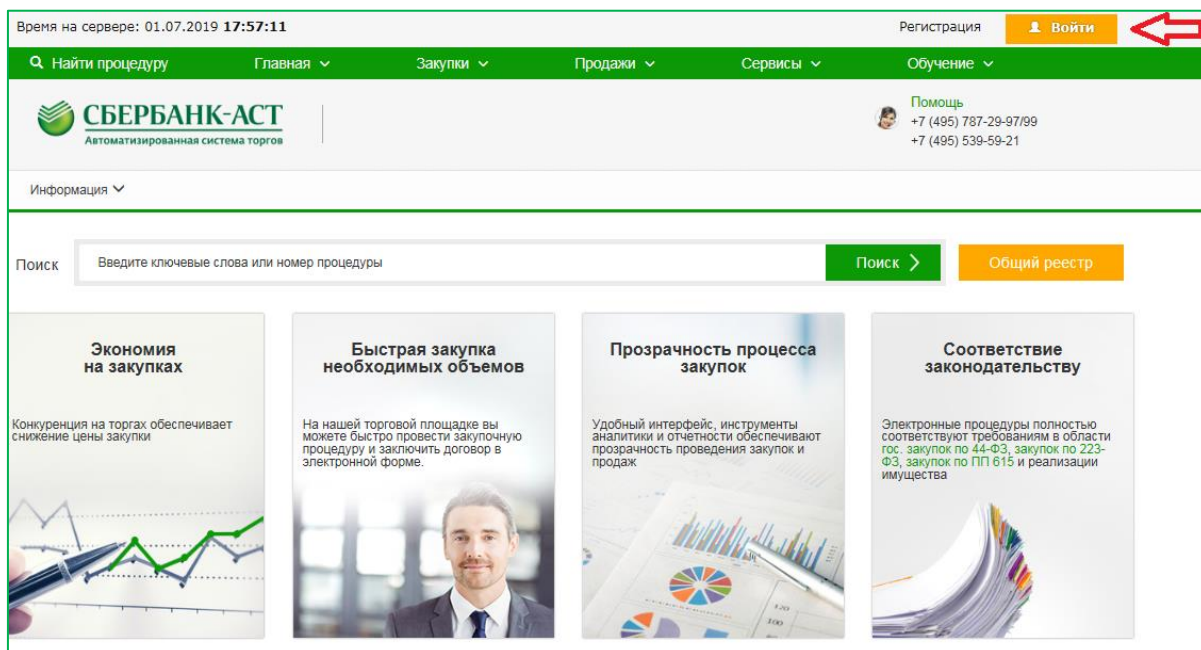 Время на сервере: 01.07.2019 17:57:11
Регистрация
Войти
Найти процедуру
Главная
Закупки
Продажи
Сервисы
Обучение
СБЕРБАНК-АСТ
Автоматизированная система торгов
Помощь
+7 (495) 787-29-97/99
+7 (495) 539-59-21
Информация
Поиск
Введите ключевые слова или номер процедуры
Поиск
Общий реестр
Экономия
на закупках
Конкуренция на торгах обеспечивает
снижение цены закупки
Быстрая закупка
необходимых объемов
На нашей торговой площадке вы
можете быстро провести закупочную
процедуру и заключить договор в
электронной форме.
Прозрачность процесса
закупок
Удобный интерфейс, инструменты
аналитики и отчетности обеспечивают
прозрачность проведения закупок и
продаж
120
100
Соответствие
законодательству
Электронные процедуры полностью
соответствуют требованиям в области
гос. закупок по 44-ФЗ, закупок по 223-
ФЗ, закупок по ПП 615 и реализации
имущества